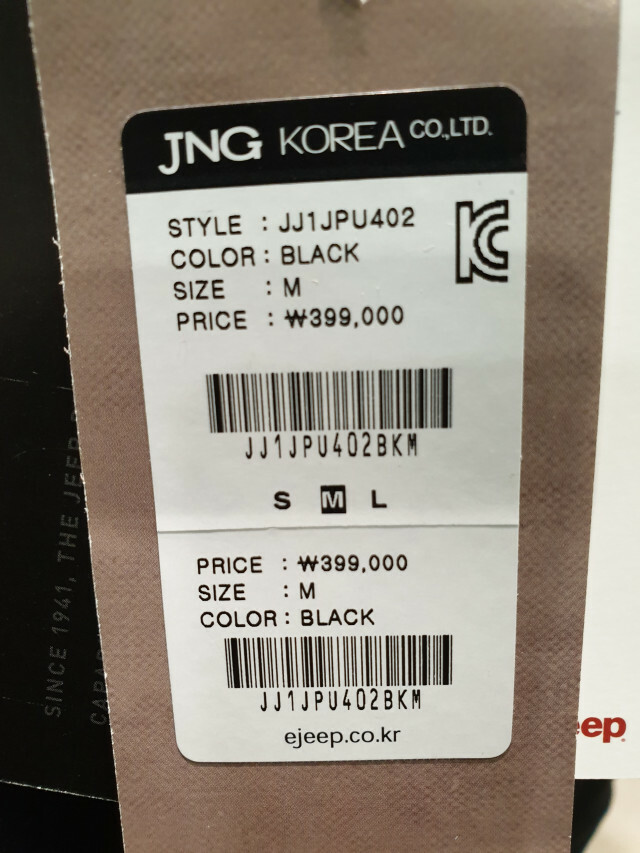 JNG KOREA CO.,LTD.
STYLE : JJ1JPU402
COLOR : BLACK
SIZE : M
PRICE : ₩399,000
JJ1JPU402BKM
S M L
PRICE : ₩399,000
SIZE : M
COLOR : BLACK
JJ1JPU402BKM
ejeep.co.kr
SINCE 1941, THE JEEP
eep